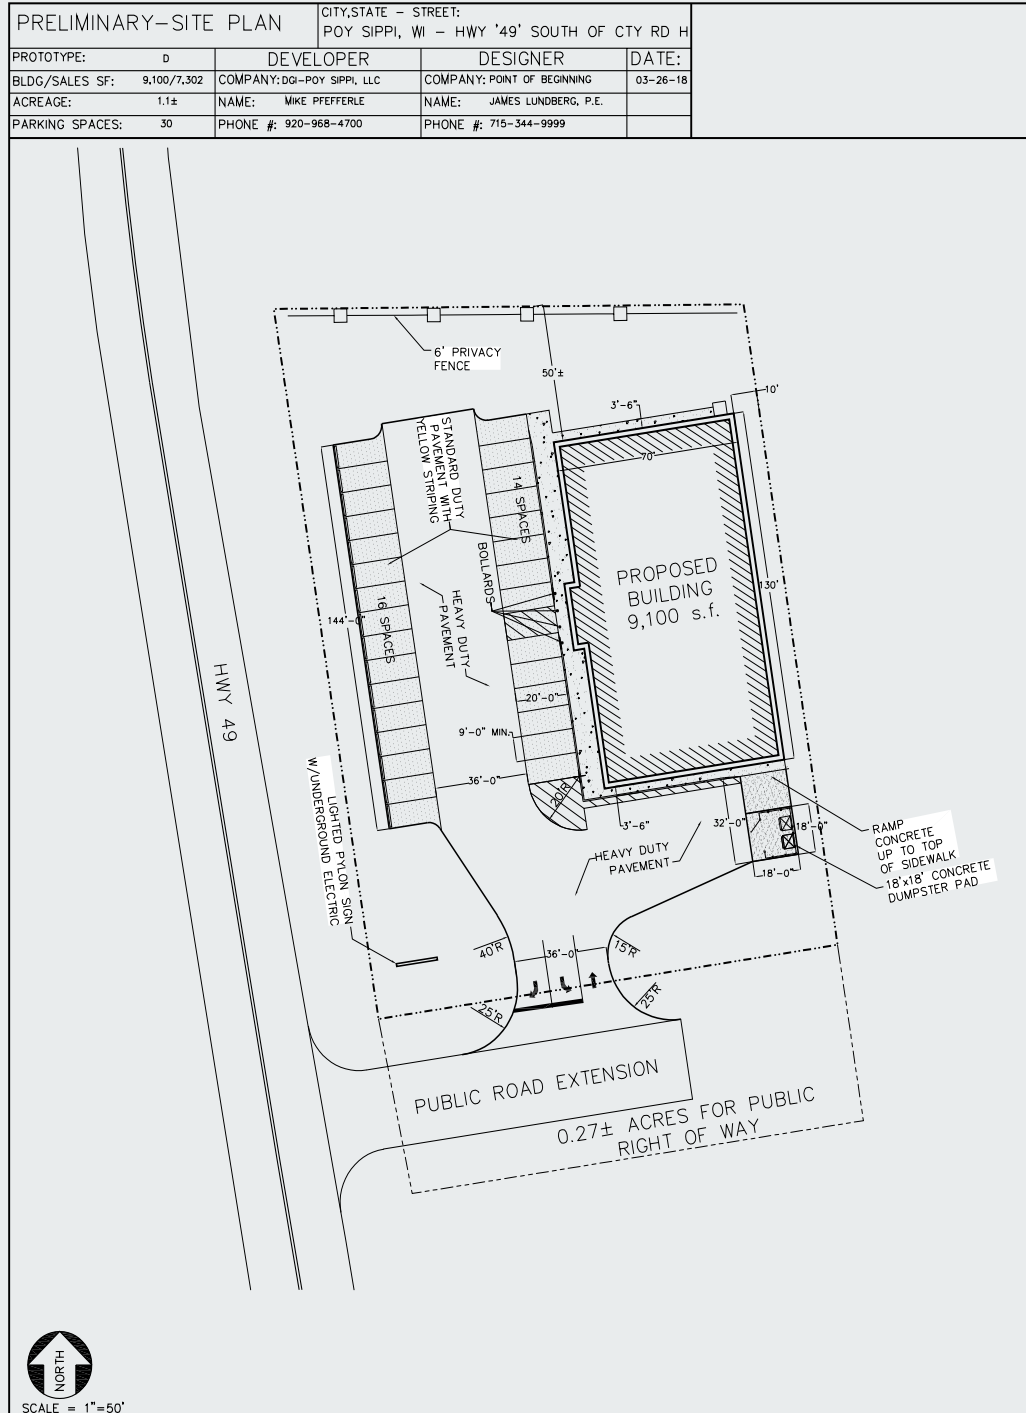 PRELIMINARY-SITE PLAN
CITY,STATE - STREET:
POY SIPPI, WI - HWY '49' SOUTH OF CTY RD H
PROTOTYPE: D
DEVELOPER
DESIGNER
DATE:
BLDG/SALES SF: 9,100/7,302
COMPANY: DGI-POY SIPPI, LLC
COMPANY: POINT OF BEGINNING
03-26-18
ACREAGE: 1.1±
NAME: MIKE PFEFFERLE
NAME: JAMES LUNDBERG, P.E.
PARKING SPACES: 30
PHONE #: 920-968-4700
PHONE #: 715-344-9999
6' PRIVACY
FENCE
50'±
10'
3'-6"
70'
STANDARD DUTY
PAVEMENT WITH
YELLOW STRIPING
14 SPACES
BOLLARDS
PROPOSED
BUILDING
9,100 s.f.
130'
144'-0"
16 SPACES
HEAVY DUTY
PAVEMENT
HWY 49
20'-0"
9'-0" MIN.
36'-0"
20'R
3'-6"
32'-0"
18'-0"
18'-0"
RAMP
CONCRETE
UP TO TOP
OF SIDEWALK
18'x18' CONCRETE
DUMPSTER PAD
HEAVY DUTY
PAVEMENT
LIGHTED PYLON SIGN
W/UNDERGROUND ELECTRIC
40'R
36'-0"
15'R
25'R
25'R
PUBLIC ROAD EXTENSION
0.27± ACRES FOR PUBLIC
RIGHT OF WAY
NORTH
SCALE = 1"=50'